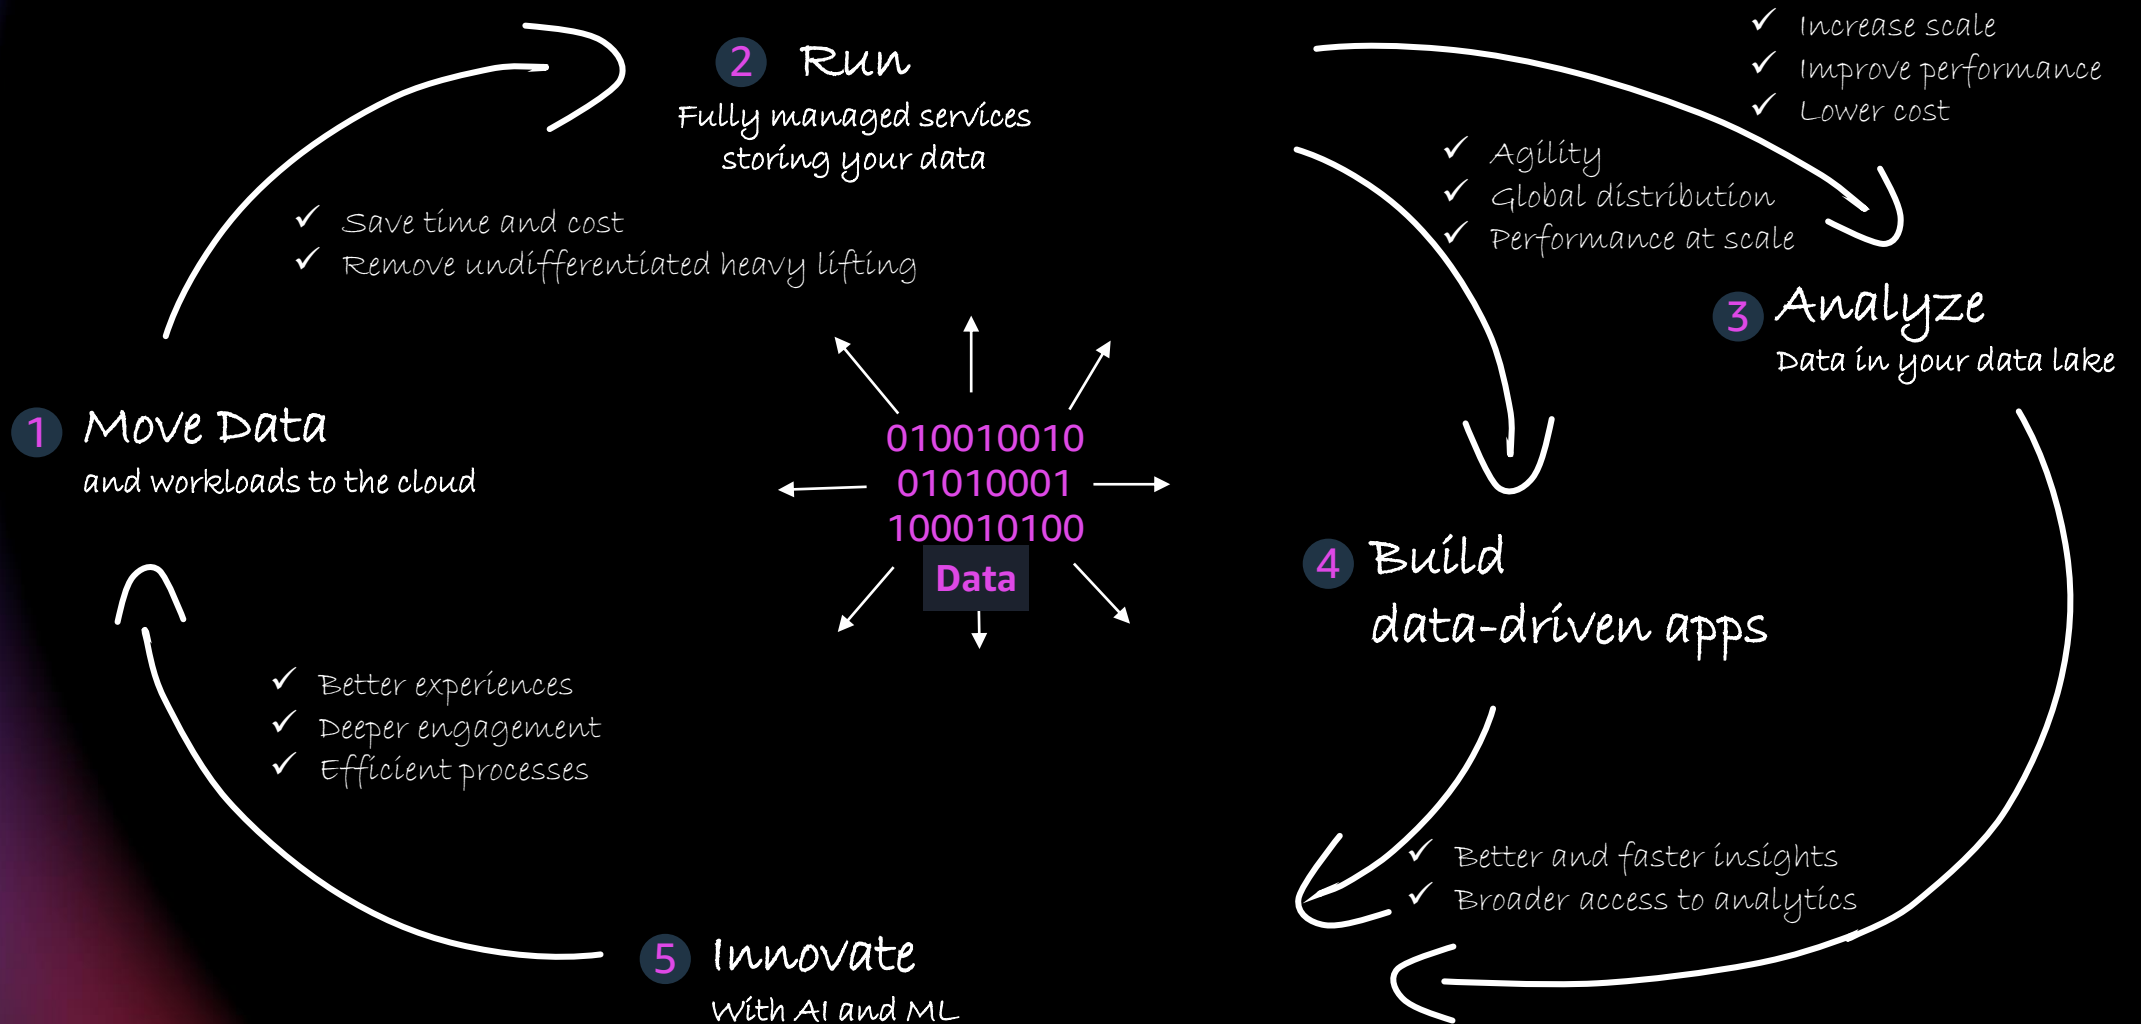 2 Run
Fully managed services
storing your data
✓ Increase scale
✓ Improve performance
✓ Lower cost
✓ Agility
✓ Global distribution
✓ Performance at scale
✓ Save time and cost
✓ Remove undifferentiated heavy lifting
3 Analyze
Data in your data lake
1 Move Data
and workloads to the cloud
010010010
01010001
100010100
Data
4 Build
data-driven apps
✓ Better experiences
✓ Deeper engagement
✓ Efficient processes
✓ Better and faster insights
✓ Broader access to analytics
5 Innovate
With AI and ML